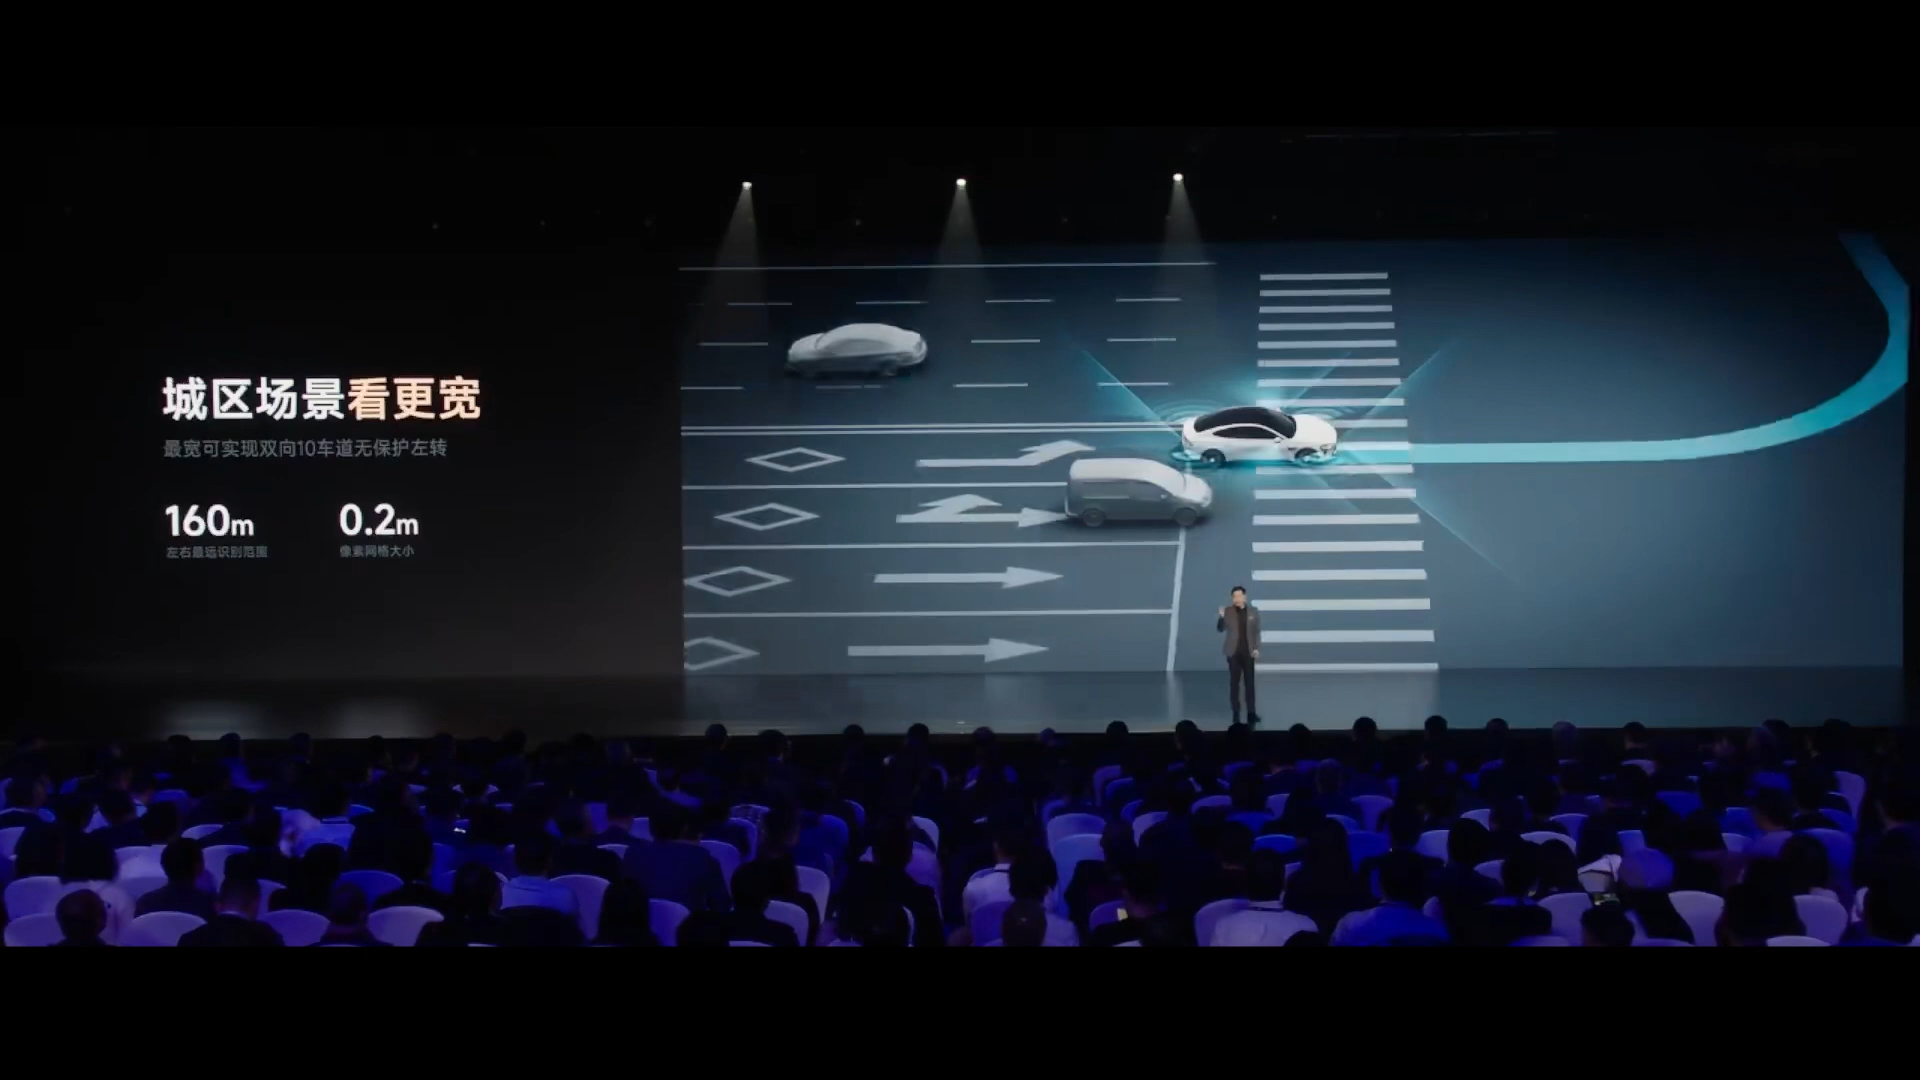 城区场景看更宽
最宽可实现双向10车道无保护左转
160m
0.2m
左右最远识别范围
像素网格大小